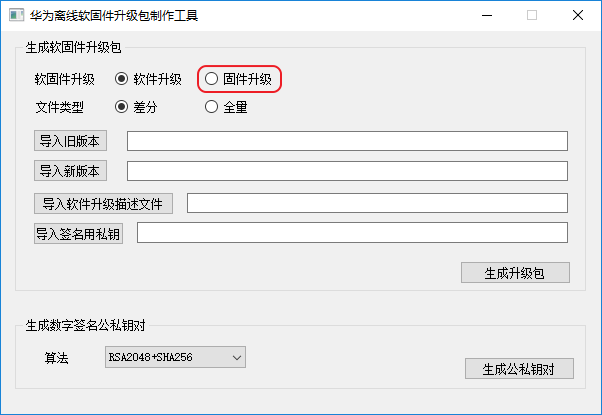 华为离线软固件升级包制作工具
生成软固件升级包
软固件升级 软件升级 固件升级
文件类型 差分 全量
导入旧版本
导入新版本
导入软件升级描述文件
导入签名用私钥
生成升级包
生成数字签名公私钥对
算法 RSA2048+SHA256
生成公私钥对